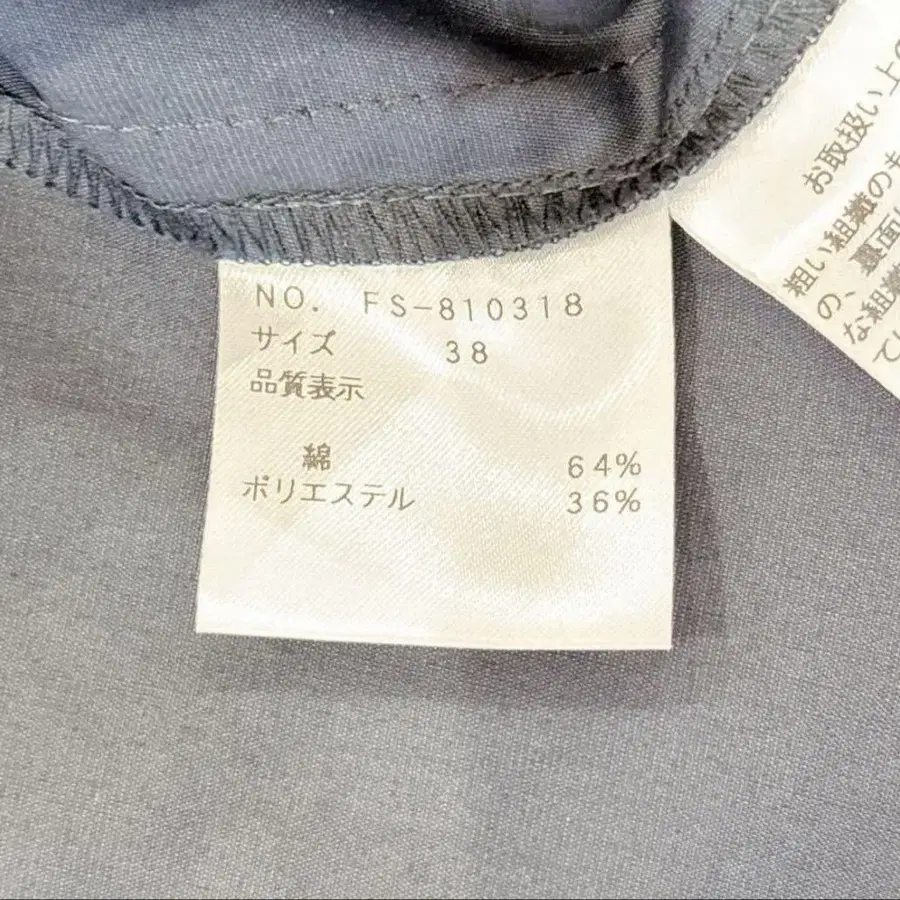 NO. FS-810318
サイズ 38
品質表示
綿 64%
ポリエステル 36%
お取扱い上の
粗い組織のも
の、裏面
な組織